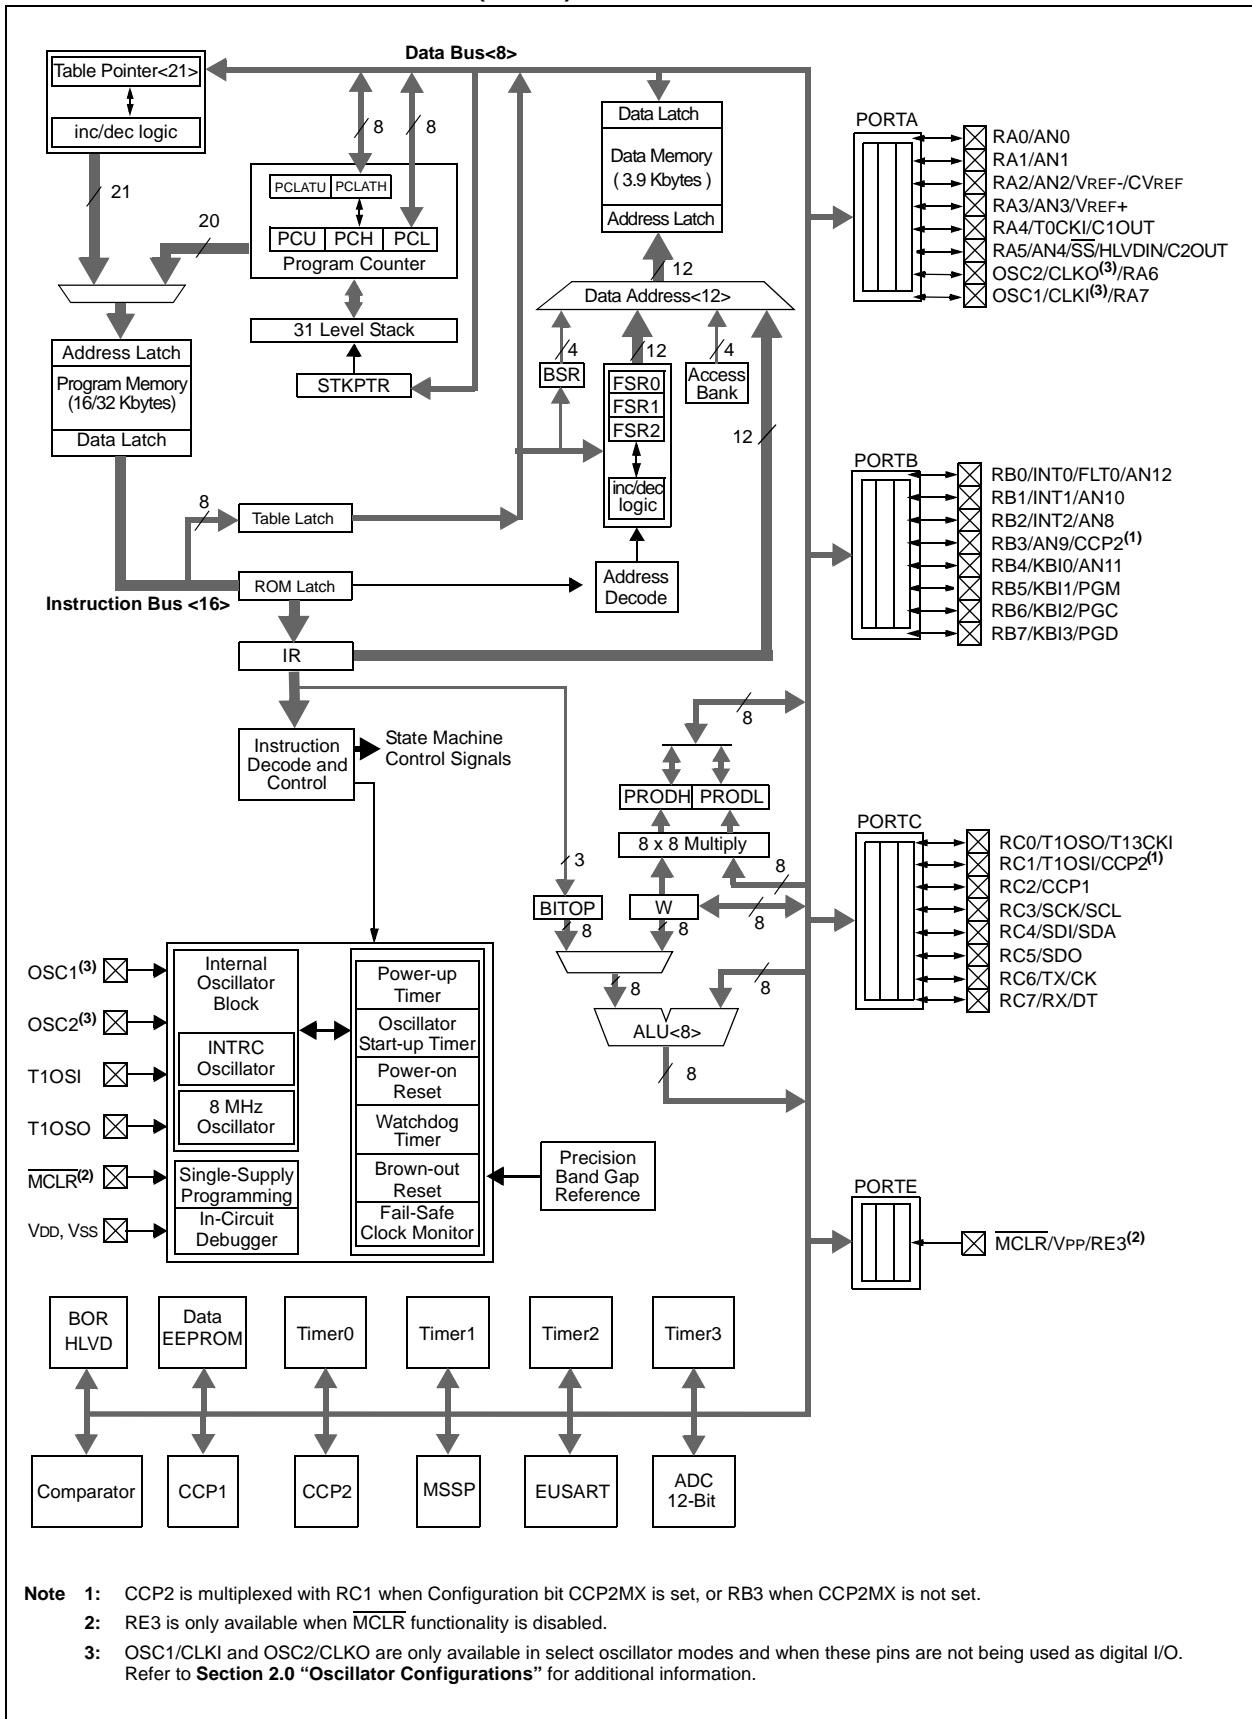 Data Bus<8>
Table Pointer<21>
inc/dec logic
21
20
8
8
PCLATU
PCLATH
PCU
PCH
PCL
Program Counter
31 Level Stack
STKPTR
Address Latch
Program Memory
(16/32 Kbytes)
Data Latch
8
Table Latch
Instruction Bus <16>
ROM Latch
IR
Data Latch
Data Memory
( 3.9 Kbytes )
Address Latch
12
Data Address<12>
4
12
4
BSR
FSR0
FSR1
FSR2
inc/dec
logic
Access
Bank
12
Address
Decode
Instruction
Decode and
Control
State Machine
Control Signals
8
PRODH
PRODL
8 x 8 Multiply
3
8
BITOP
W
8
8
8
8
8
ALU<8>
8
PORTA
RA0/AN0
RA1/AN1
RA2/AN2/VREF-/CVREF
RA3/AN3/VREF+
RA4/T0CKI/C1OUT
RA5/AN4/SS/HLVDIN/C2OUT
OSC2/CLKO(3)/RA6
OSC1/CLKI(3)/RA7
PORTB
RB0/INT0/FLT0/AN12
RB1/INT1/AN10
RB2/INT2/AN8
RB3/AN9/CCP2(1)
RB4/KBI0/AN11
RB5/KBI1/PGM
RB6/KBI2/PGC
RB7/KBI3/PGD
PORTC
RC0/T1OSO/T13CKI
RC1/T1OSI/CCP2(1)
RC2/CCP1
RC3/SCK/SCL
RC4/SDI/SDA
RC5/SDO
RC6/TX/CK
RC7/RX/DT
PORTE
MCLR/VPP/RE3(2)
OSC1(3)
OSC2(3)
T1OSI
T1OSO
MCLR(2)
VDD, VSS
Internal
Oscillator
Block
INTRC
Oscillator
8 MHz
Oscillator
Single-Supply
Programming
In-Circuit
Debugger
Power-up
Timer
Oscillator
Start-up Timer
Power-on
Reset
Watchdog
Timer
Brown-out
Reset
Fail-Safe
Clock Monitor
Precision
Band Gap
Reference
BOR
HLVD
Data
EEPROM
Timer0
Timer1
Timer2
Timer3
Comparator
CCP1
CCP2
MSSP
EUSART
ADC
12-Bit
Note 1: CCP2 is multiplexed with RC1 when Configuration bit CCP2MX is set, or RB3 when CCP2MX is not set.
2: RE3 is only available when MCLR functionality is disabled.
3: OSC1/CLKI and OSC2/CLKO are only available in select oscillator modes and when these pins are not being used as digital I/O.
Refer to Section 2.0 “Oscillator Configurations” for additional information.